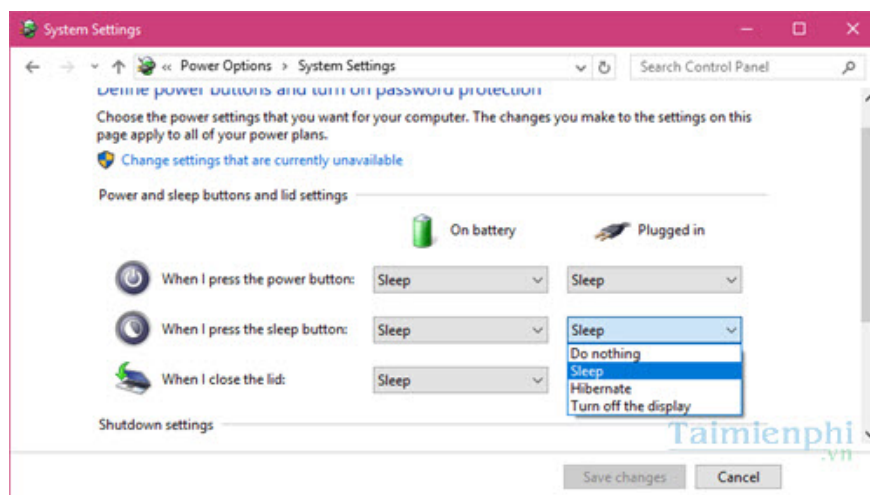 System Settings
« Power Options › System Settings
Search Control Panel
Define power buttons and turn on password protection
Choose the power settings that you want for your computer. The changes you make to the settings on this
page apply to all of your power plans.
Change settings that are currently unavailable
Power and sleep buttons and lid settings
On battery Plugged in
When I press the power button: Sleep Sleep
When I press the sleep button: Sleep Sleep
Do nothing
Sleep
Hibernate
Turn off the display
When I close the lid: Sleep
Shutdown settings
Taimienphi
.vn
Save changes Cancel